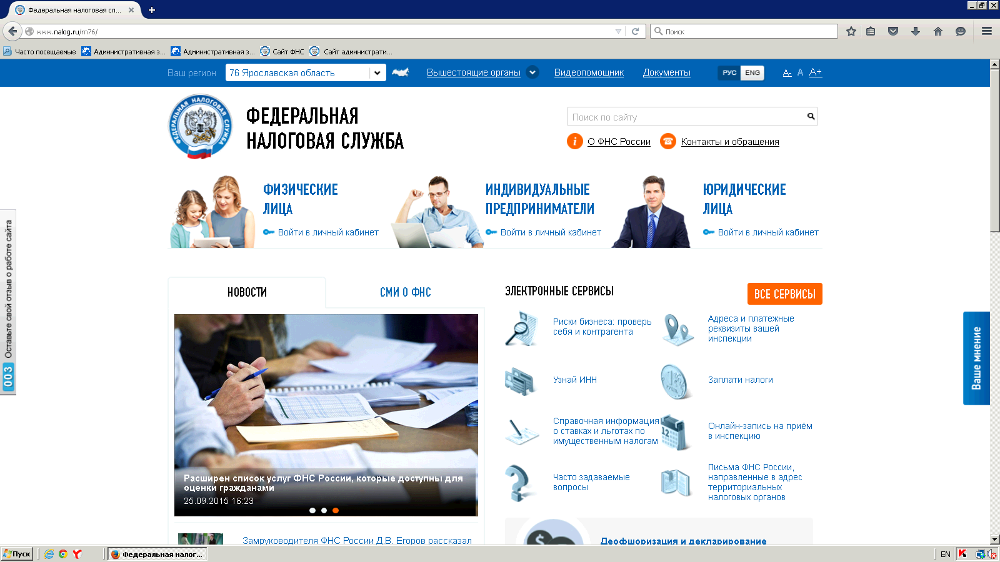 Федеральная налоговая сл...
www.nalog.ru/rn76/
Поиск
Часто посещаемые
Административная з...
Административная з...
Сайт ФНС
Сайт администрати...
Ваш регион
76 Ярославская область
Вышестоящие органы
Видеопомощник
Документы
РУС ENG
A- A A+
ФЕДЕРАЛЬНАЯ НАЛОГОВАЯ СЛУЖБА
ФЕДЕРАЛЬНАЯ
НАЛОГОВАЯ СЛУЖБА
Поиск по сайту
О ФНС России
Контакты и обращения
ФИЗИЧЕСКИЕ
ЛИЦА
Войти в личный кабинет
ИНДИВИДУАЛЬНЫЕ
ПРЕДПРИНИМАТЕЛИ
Войти в личный кабинет
ЮРИДИЧЕСКИЕ
ЛИЦА
Войти в личный кабинет
Оставьте свой отзыв о работе сайта
003
НОВОСТИ
СМИ О ФНС
Расширен список услуг ФНС России, которые доступны для
оценки гражданами
25.09.2015 16:23
Замруководителя ФНС России Д.В. Егоров рассказал
ЭЛЕКТРОННЫЕ СЕРВИСЫ
ВСЕ СЕРВИСЫ
Риски бизнеса: проверь
себя и контрагента
Адреса и платежные
реквизиты вашей
инспекции
Узнай ИНН
Заплати налоги
Справочная информация
о ставках и льготах по
имущественным налогам
12
Онлайн-запись на приём
в инспекцию
Часто задаваемые
вопросы
Письма ФНС России,
направленные в адрес
территориальных
налоговых органов
Деофшоризация и декларирование
Ваше мнение
Пуск
Федеральная налог...
EN